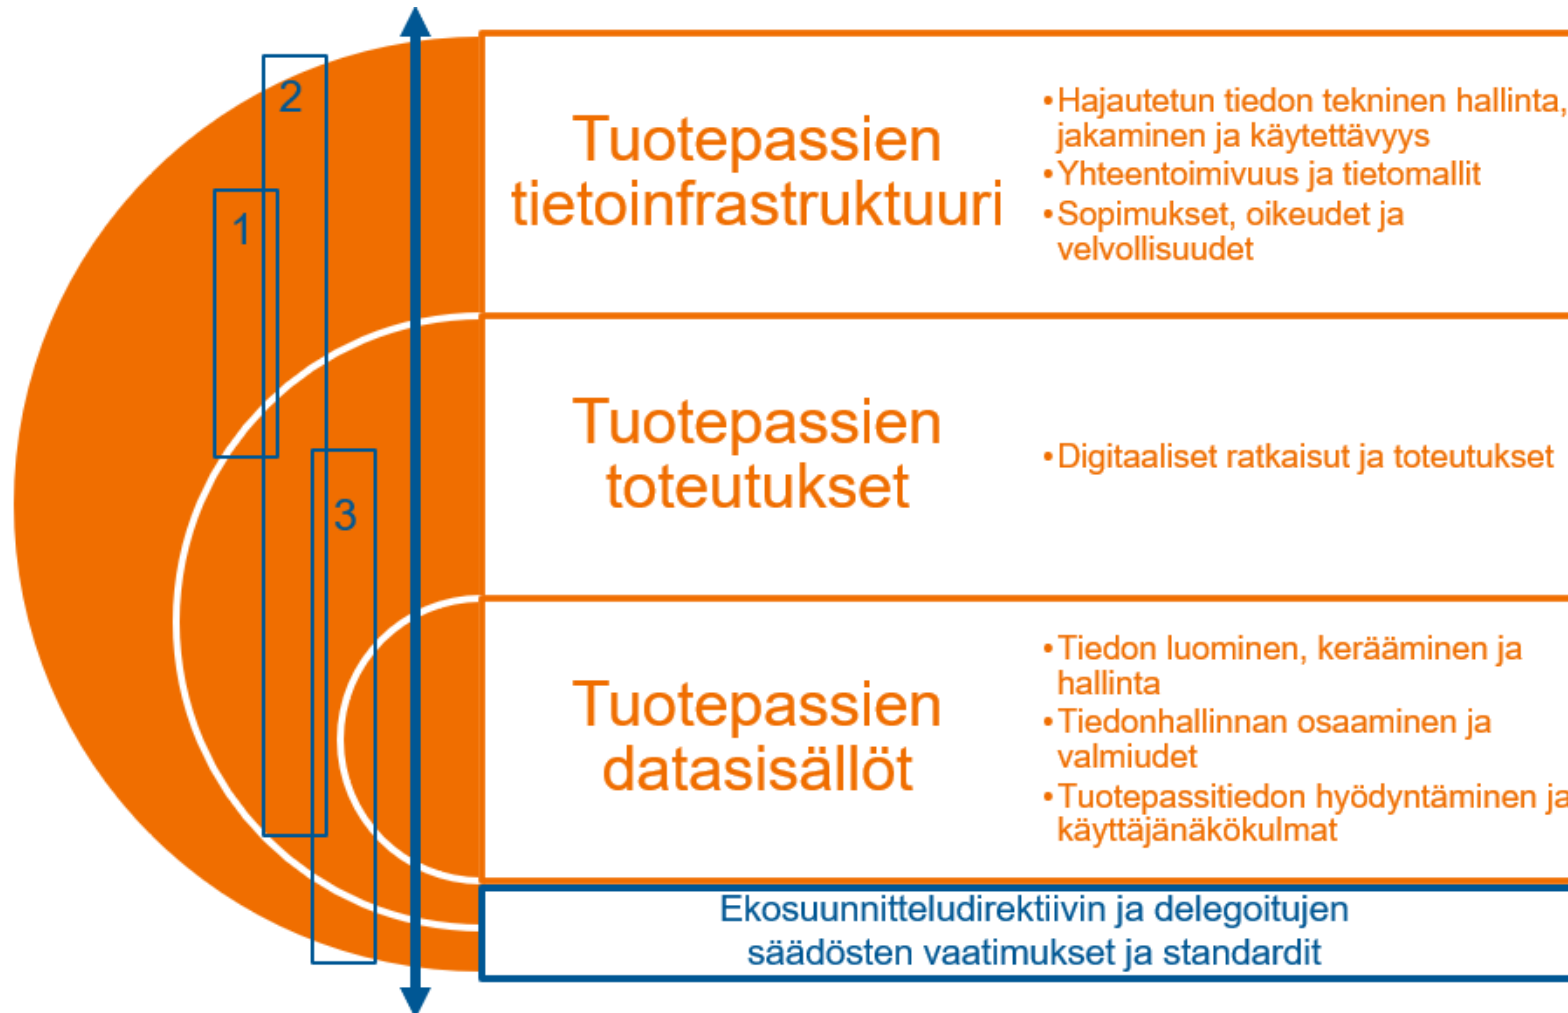 2
1
3
Tuotepassien
tietoinfrastruktuuri
•Hajautetun tiedon tekninen hallinta,
jakaminen ja käytettävyys
•Yhteentoimivuus ja tietomallit
•Sopimukset, oikeudet ja
velvollisuudet
Tuotepassien
toteutukset
•Digitaaliset ratkaisut ja toteutukset
Tuotepassien
datasisällöt
•Tiedon luominen, kerääminen ja
hallinta
•Tiedonhallinnan osaaminen ja
valmiudet
•Tuotepassitiedon hyödyntäminen ja
käyttäjänäkökulmat
Ekosuunnitteludirektiivin ja delegoitujen
säädösten vaatimukset ja standardit